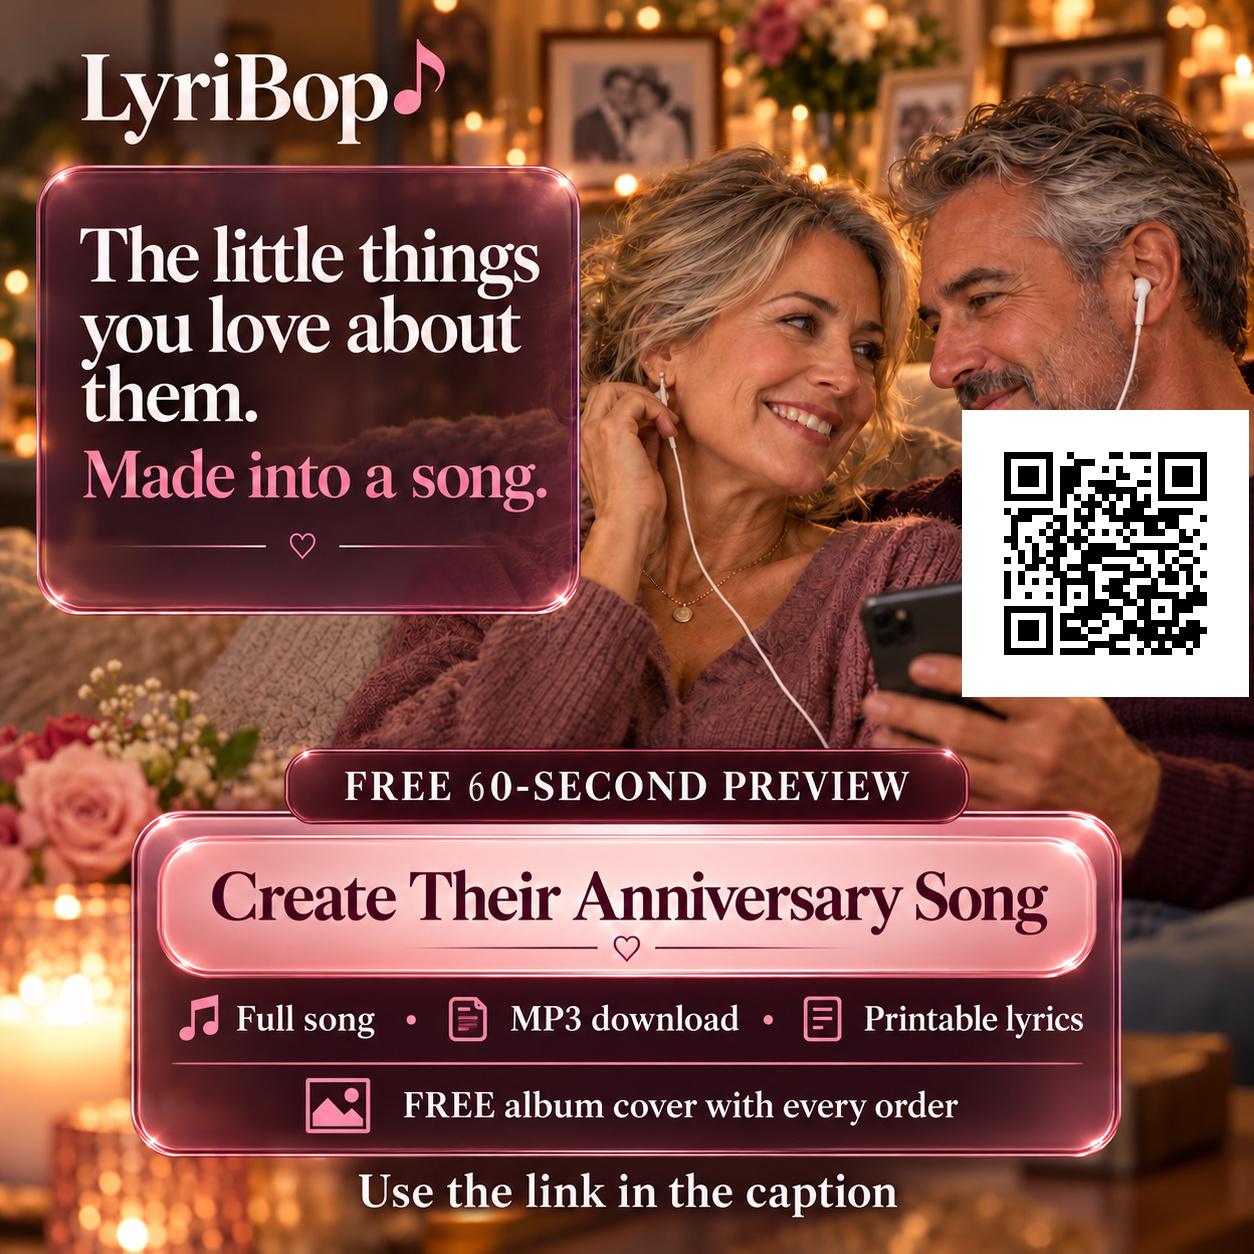 LyriBop
The little things
you love about
them.
Made into a song.
FREE 60-SECOND PREVIEW
Create Their Anniversary Song
Full song • MP3 download • Printable lyrics
FREE album cover with every order
Use the link in the caption